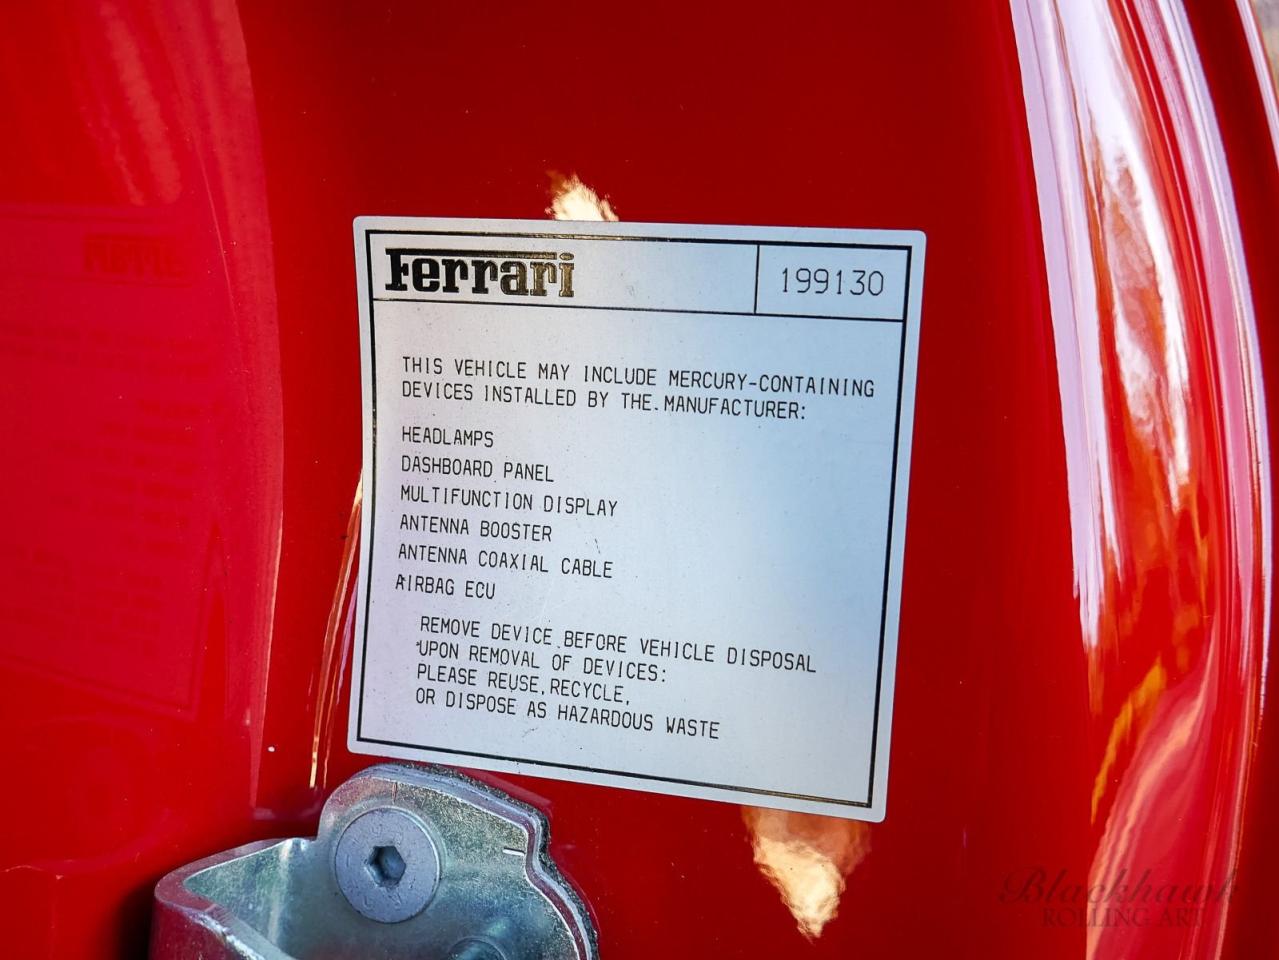 Ferrari
199130
THIS VEHICLE MAY INCLUDE MERCURY-CONTAINING
DEVICES INSTALLED BY THE MANUFACTURER:
HEADLAMPS
DASHBOARD PANEL
MULTIFUNCTION DISPLAY
ANTENNA BOOSTER
ANTENNA COAXIAL CABLE
AIRBAG ECU
REMOVE DEVICE BEFORE VEHICLE DISPOSAL
UPON REMOVAL OF DEVICES:
PLEASE REUSE, RECYCLE,
OR DISPOSE AS HAZARDOUS WASTE
Blackhawk
ROLLING ART